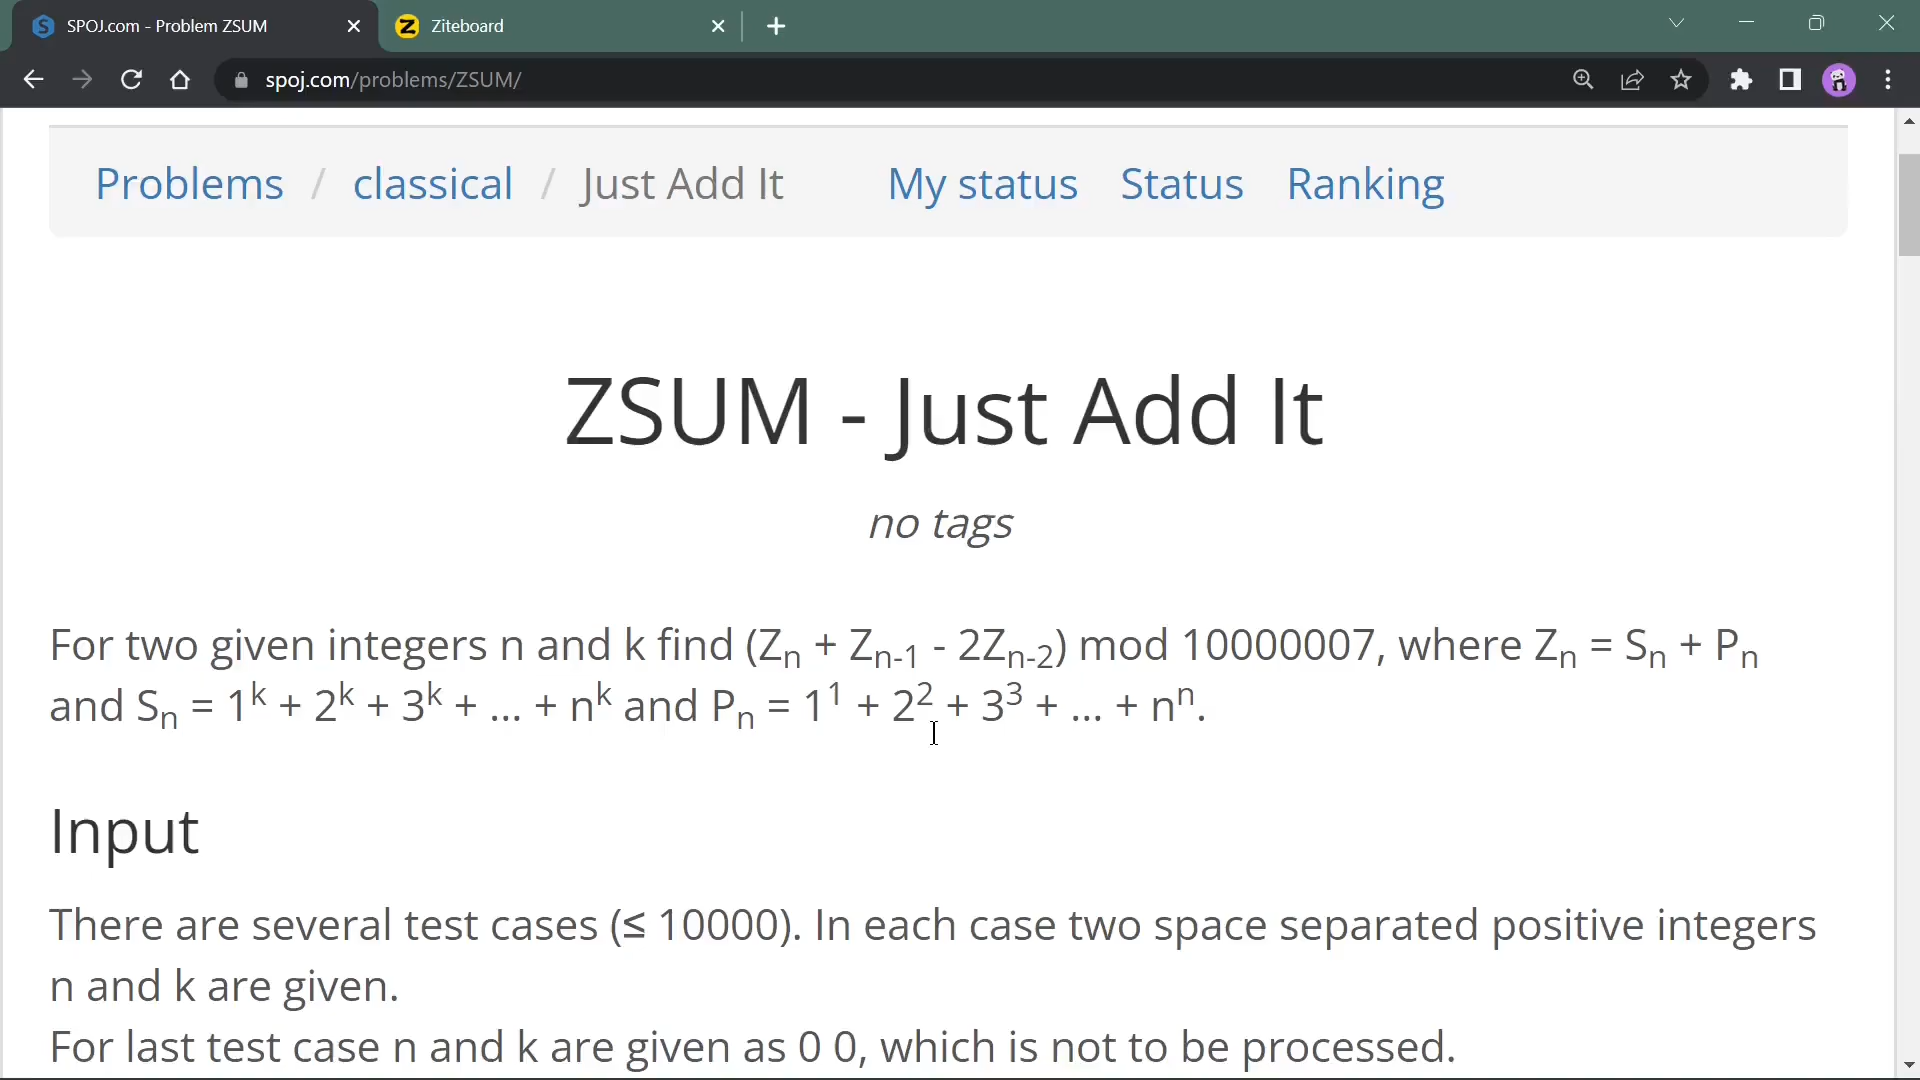 SPOJ.com - Problem ZSUM
Ziteboard
spoj.com/problems/ZSUM/
Problems / classical / Just Add It My status Status Ranking
ZSUM - Just Add It
no tags
For two given integers n and k find (Zₙ + Zₙ₋₁ - 2Zₙ₋₂) mod 10000007, where Zₙ = Sₙ + Pₙ
and Sₙ = 1ᵏ + 2ᵏ + 3ᵏ + ... + nᵏ and Pₙ = 1¹ + 2² + 3³ + ... + nⁿ.
Input
There are several test cases (≤ 10000). In each case two space separated positive integers
n and k are given.
For last test case n and k are given as 0 0, which is not to be processed.